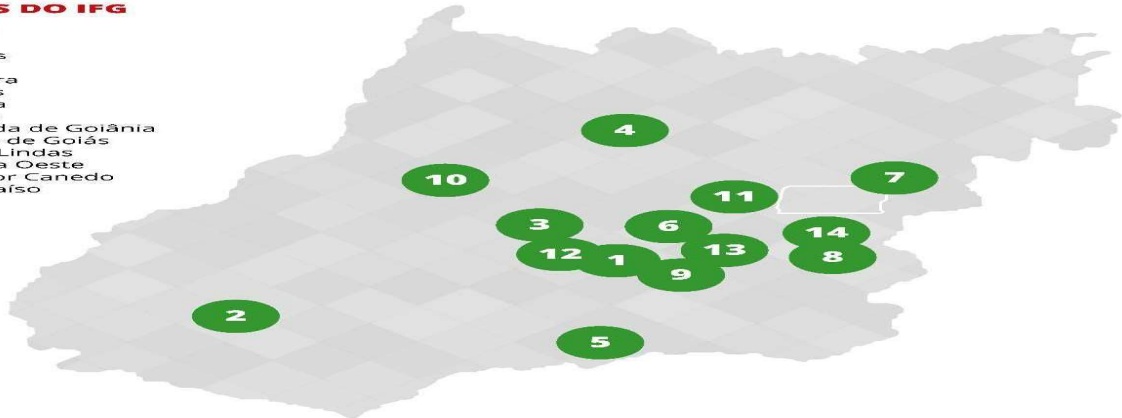 S DO IFG
s
ra
s
a
da de Goiânia
de Goiás
Lindas
a Oeste
or Canedo
aíso
4
7
10
11
3
6
14
12
1
13
8
9
2
5